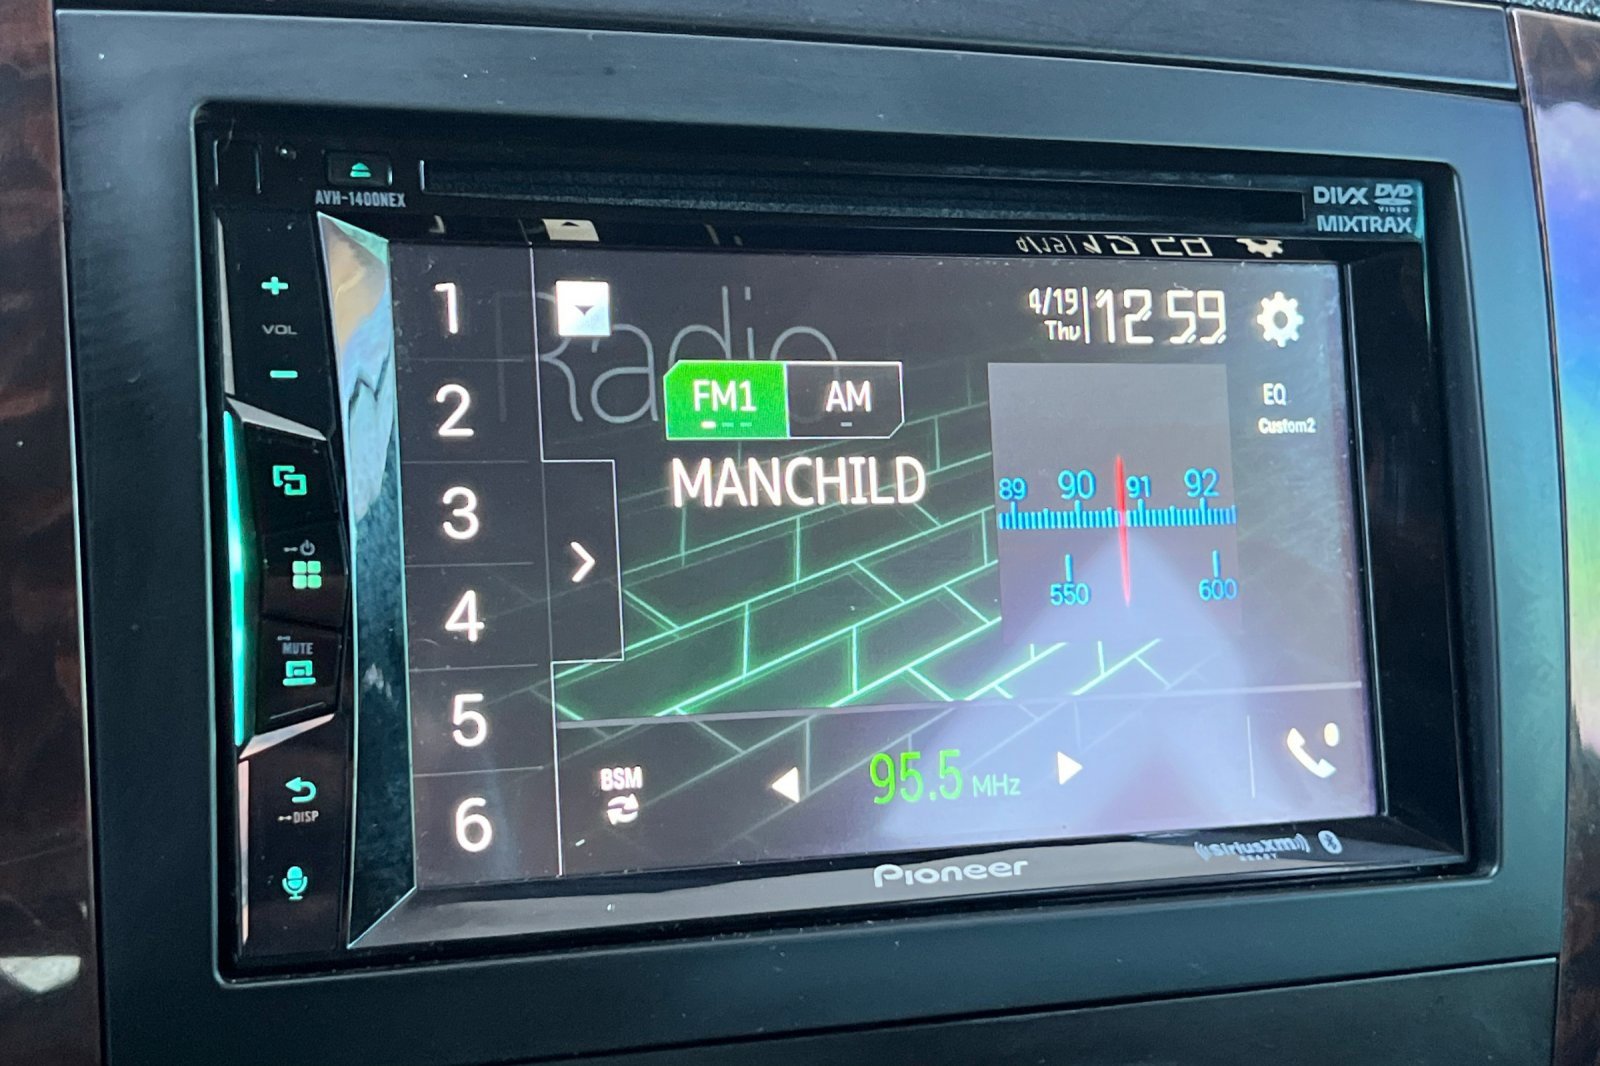 AVH-1400NEX
DIVX DVD
VIDEO
MIXTRAX
VOL
MUTE
DISP
1
2
3
4
5
6
Radio
4/19
Thu
12 59
FM1
AM
EQ
Custom2
MANCHILD
89 90 91 92
550 600
BSM
95.5 MHz
Pioneer
siriusxm
READY